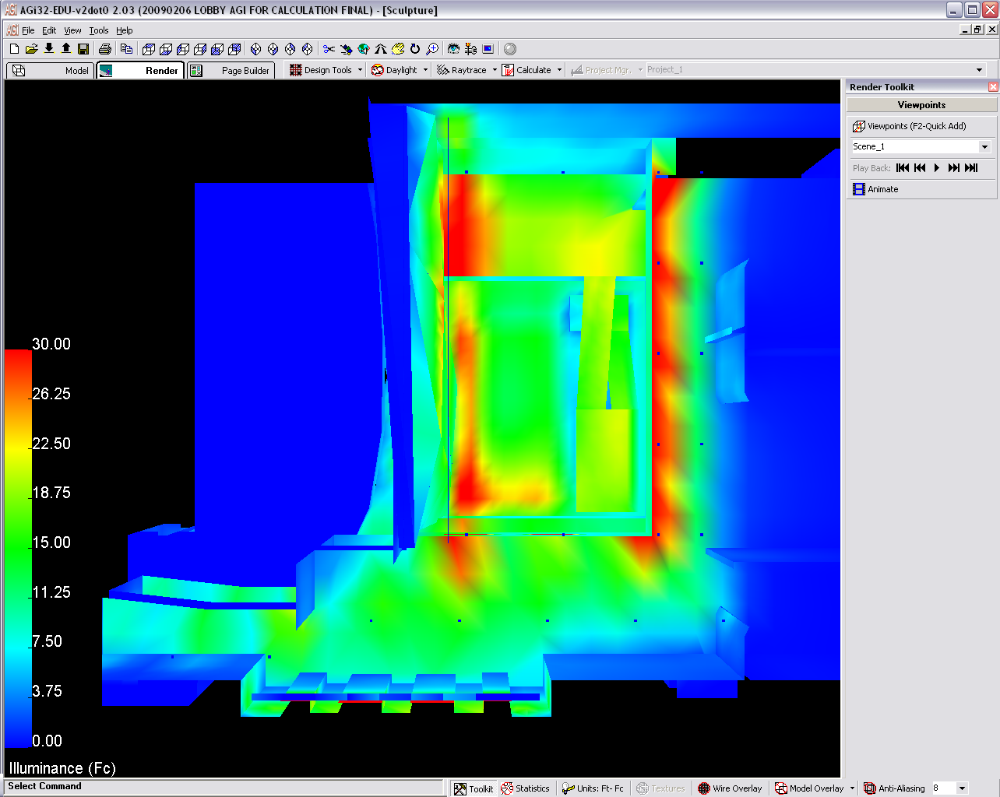 AGi32-EDU-v2dot0 2.03 (20090206 LOBBY AGI FOR CALCULATION FINAL) - [Sculpture]
File Edit View Tools Help
Model Render Page Builder Design Tools Daylight Raytrace Calculate Project Mgr. Project_1
Render Toolkit
Viewpoints
Viewpoints (F2-Quick Add)
Scene_1
Play Back:
Animate
30.00
26.25
22.50
18.75
15.00
11.25
7.50
3.75
0.00
Illuminance (Fc)
Select Command
Toolkit Statistics Units: Ft- Fc Textures Wire Overlay Model Overlay Anti-Aliasing 8